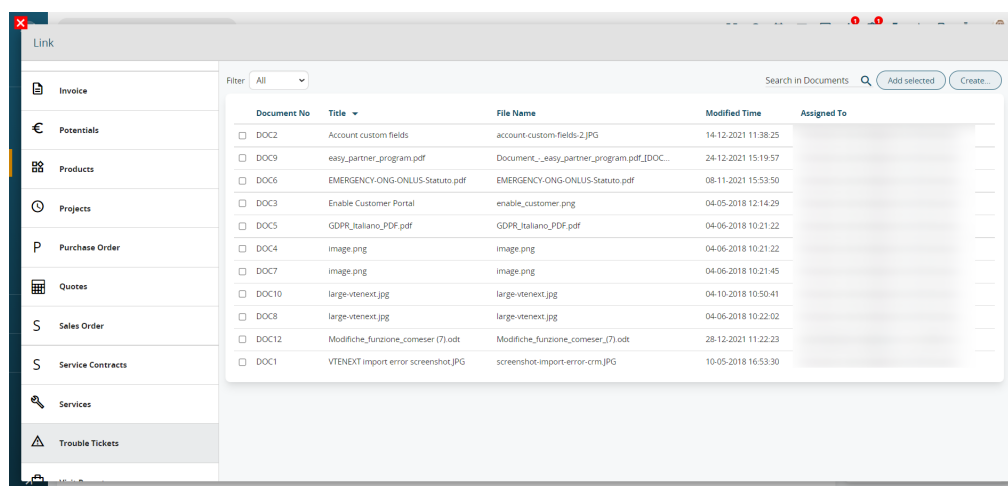 1 1
Link
Invoice
Potentials
Products
Projects
P Purchase Order
Quotes
S Sales Order
S Service Contracts
Services
Trouble Tickets
Filter All Search in Documents Add selected Create...
Document No Title File Name Modified Time Assigned To
DOC2 Account custom fields account-custom-fields-2.JPG 14-12-2021 11:38:25
DOC9 easy_partner_program.pdf Document_-_easy_partner_program.pdf_[DOC... 24-12-2021 15:19:57
DOC6 EMERGENCY-ONG-ONLUS-Statuto.pdf EMERGENCY-ONG-ONLUS-Statuto.pdf 08-11-2021 15:53:50
DOC3 Enable Customer Portal enable_customer.png 04-05-2018 12:14:29
DOC5 GDPR_Italiano_PDF.pdf GDPR_Italiano_PDF.pdf 04-06-2018 10:21:22
DOC4 image.png image.png 04-06-2018 10:21:22
DOC7 image.png image.png 04-06-2018 10:21:45
DOC10 large-vtenext.jpg large-vtenext.jpg 04-10-2018 10:50:41
DOC8 large-vtenext.jpg large-vtenext.jpg 04-06-2018 10:22:02
DOC12 Modifiche_funzione_comeser (7).odt Modifiche_funzione_comeser_(7).odt 28-12-2021 11:22:23
DOC1 VTENEXT import error screenshot.JPG screenshot-import-error-crm.JPG 10-05-2018 16:53:30